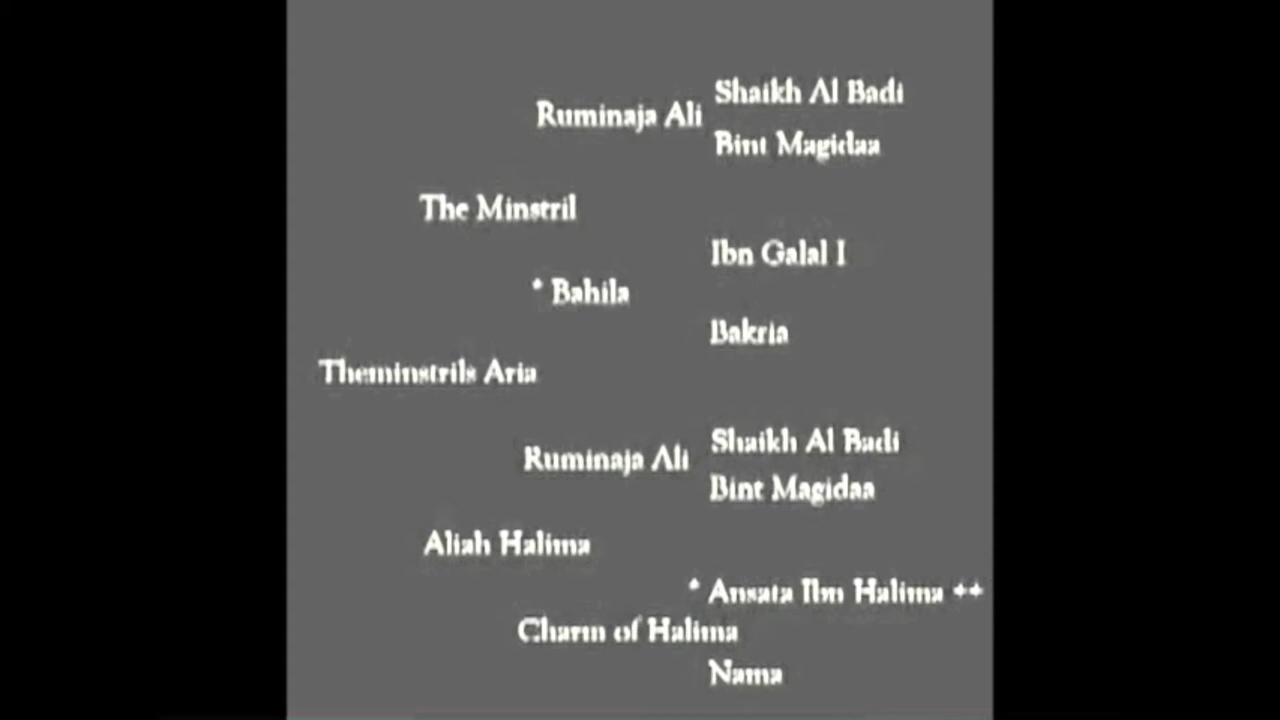 Shaikh Al Badi
Ruminaja Ali
Bint Magidaa
The Minstril
Ibn Galal I
* Bahila
Bakria
Theminstrils Aria
Shaikh Al Badi
Ruminaja Ali
Bint Magidaa
Aliah Halima
* Ansata Ibn Halima ++
Charm of Halima
Nama